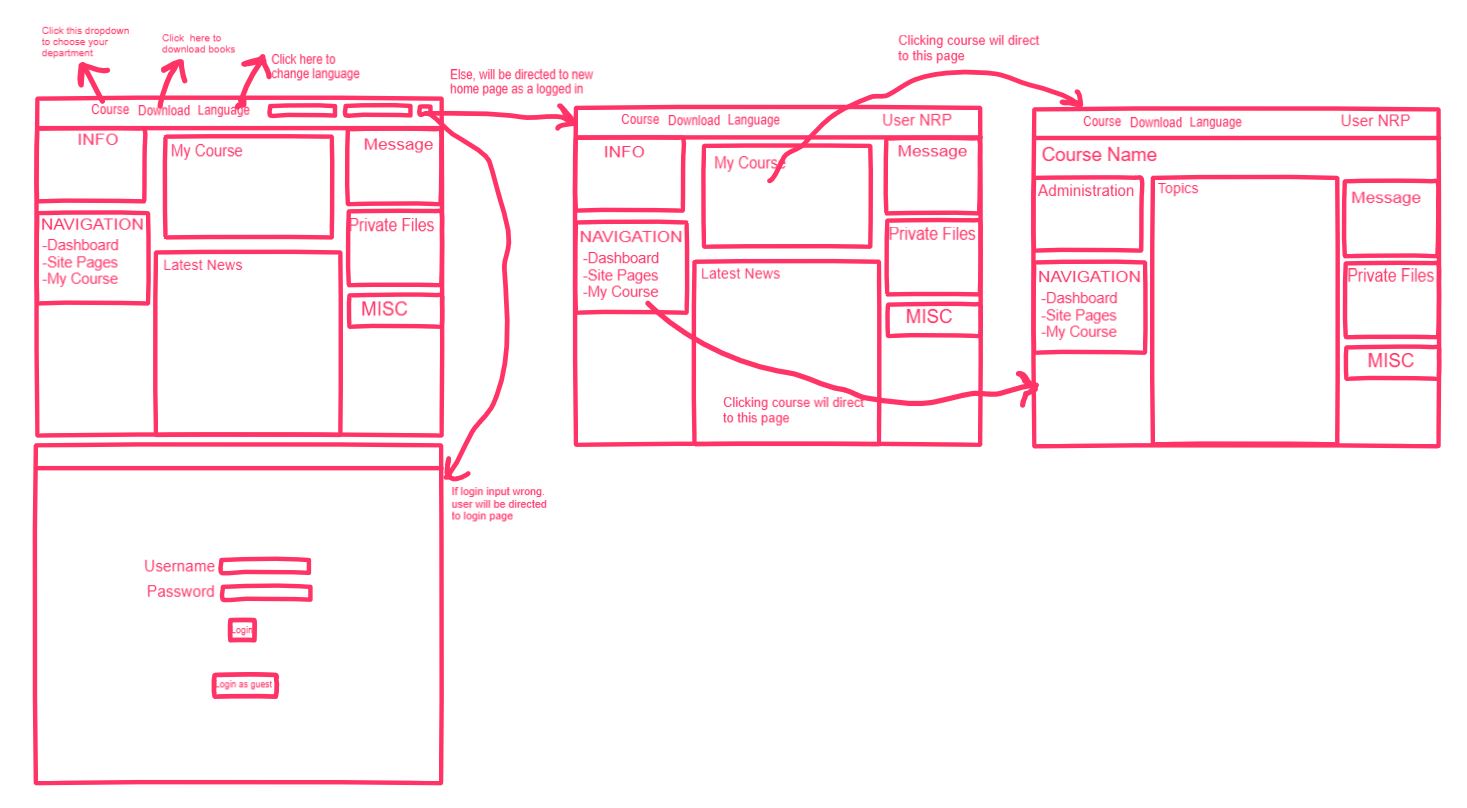 Click this dropdown
to choose your
department
Click here to
download books
Click here to
change language
Course Download Language
INFO
My Course
Message
NAVIGATION
-Dashboard
-Site Pages
-My Course
Private Files
Latest News
MISC
Else, will be directed to new
home page as a logged in
If login input wrong.
user will be directed
to login page
Username
Password
Login
Login as guest
Course Download Language User NRP
INFO
My Course
Message
NAVIGATION
-Dashboard
-Site Pages
-My Course
Private Files
Latest News
MISC
Clicking course wil direct
to this page
Clicking course wil direct
to this page
Course Download Language User NRP
Course Name
Administration
Topics
Message
NAVIGATION
-Dashboard
-Site Pages
-My Course
Private Files
MISC